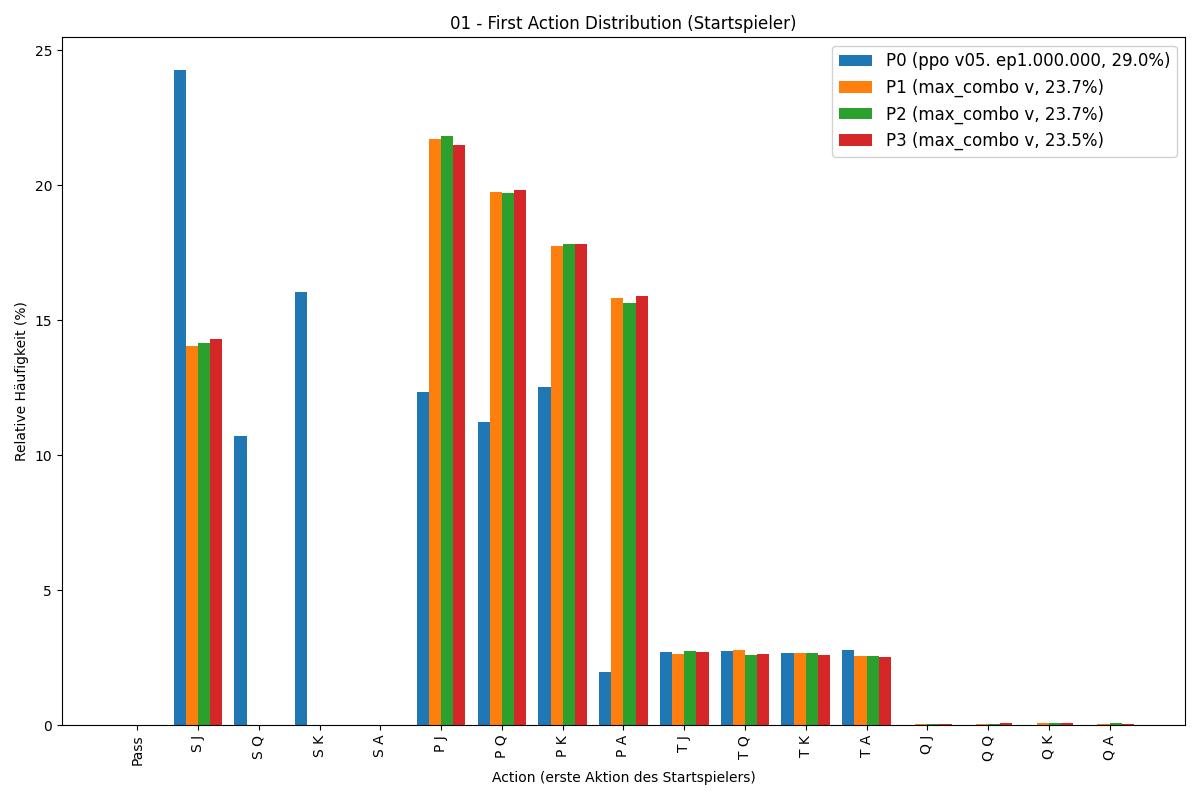 01 - First Action Distribution (Startspieler)
P0 (ppo v05. ep1.000.000, 29.0%)
P1 (max_combo v, 23.7%)
P2 (max_combo v, 23.7%)
P3 (max_combo v, 23.5%)
Relative Häufigkeit (%)
25
20
15
10
5
0
Pass
S J
S Q
S K
S A
P J
P Q
P K
P A
T J
T Q
T K
T A
Q J
Q Q
Q K
Q A
Action (erste Aktion des Startspielers)